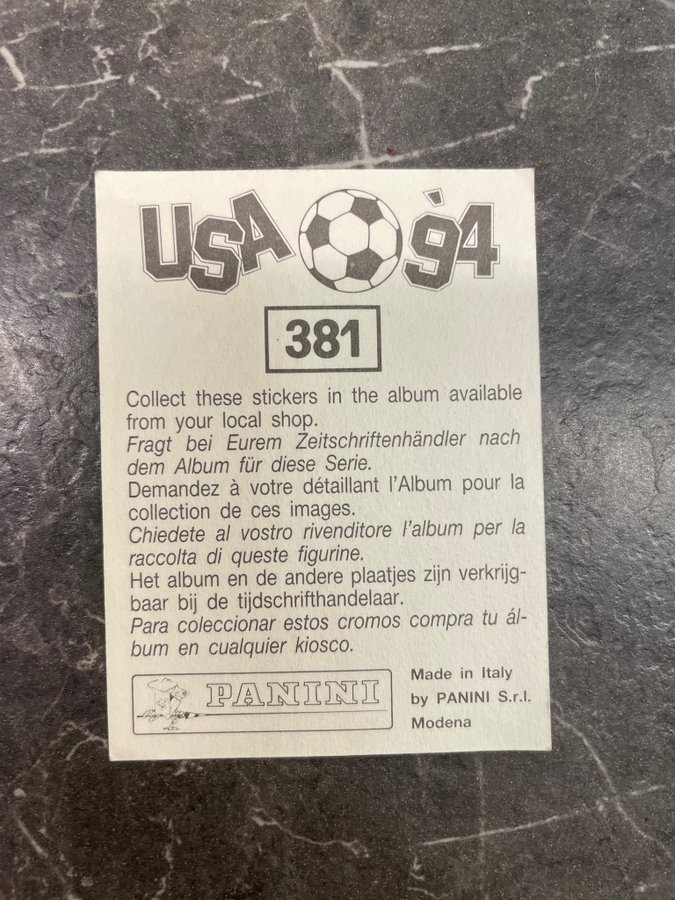 USA '94
381
Collect these stickers in the album available
from your local shop.
Fragt bei Eurem Zeitschriftenhändler nach
dem Album für diese Serie.
Demandez à votre détaillant l'Album pour la
collection de ces images.
Chiedete al vostro rivenditore l'album per la
raccolta di queste figurine.
Het album en de andere plaatjes zijn verkrijg-
baar bij de tijdschrifthandelaar.
Para coleccionar estos cromos compra tu ál-
bum en cualquier kiosco.
PANINI
Made in Italy
by PANINI S.r.l.
Modena